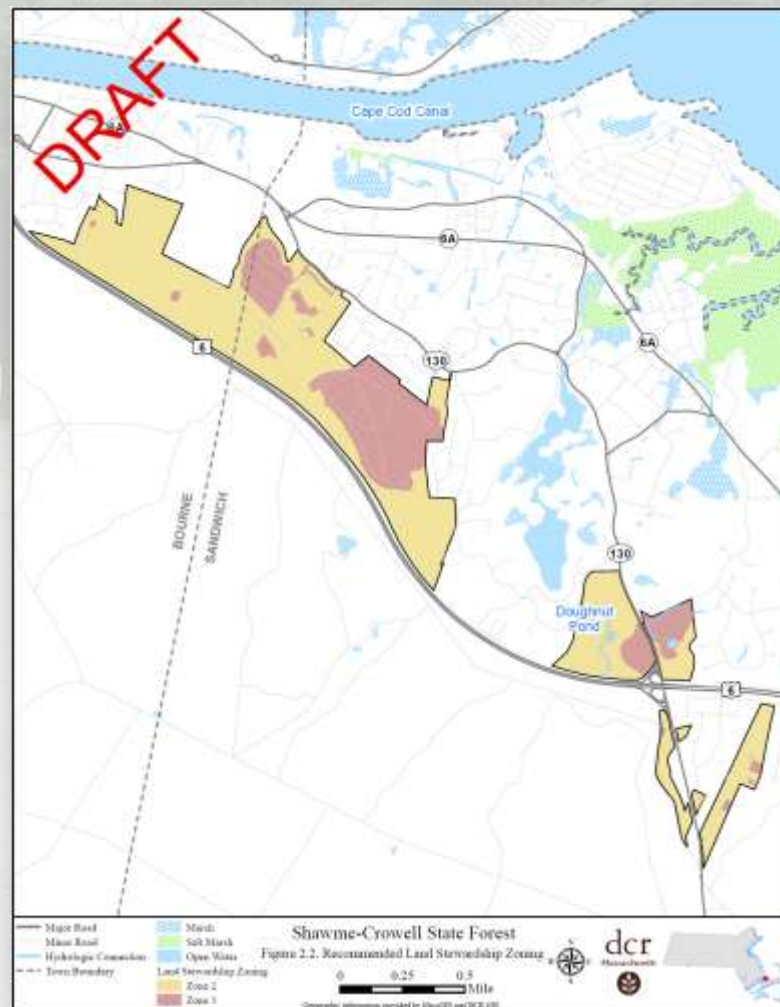 DRAFT
Cape Cod Canal
6A
6A
6
130
6A
BOURNE
SANDWICH
130
Doughnut
Pond
6
Major Road
Minor Road
Hydrologic Connection
Town Boundary
Marsh
Salt Marsh
Open Water
Land Stewardship Zoning
Zone 2
Zone 3
Shawme-Crowell State Forest
Figure 2.2. Recommended Land Stewardship Zoning
0 0.25 0.5
Mile
dcr
Massachusetts